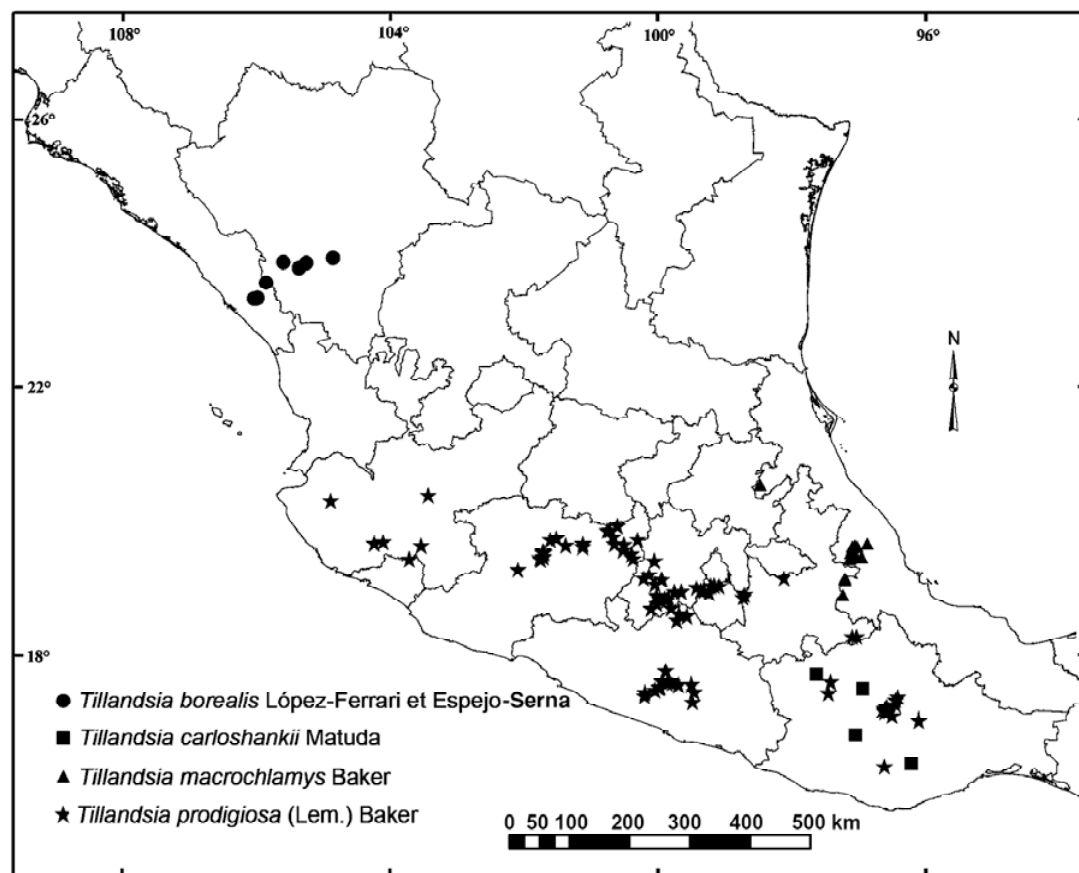 108° 104° 100° 96°
26°
N
22°
18°
Tillandsia borealis López-Ferrari et Espejo-Serna
Tillandsia carloshankii Matuda
Tillandsia macrochlamys Baker
Tillandsia prodigiosa (Lem.) Baker
0 50 100 200 300 400 500 km